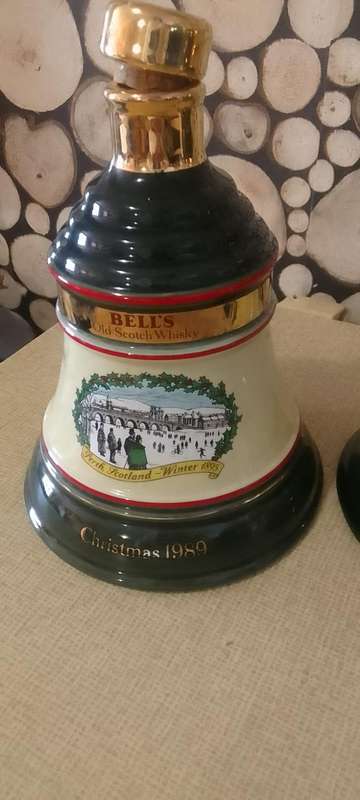 BELL'S
Old Scotch Whisky
Perth Scotland - Winter 1895
Christmas 1989